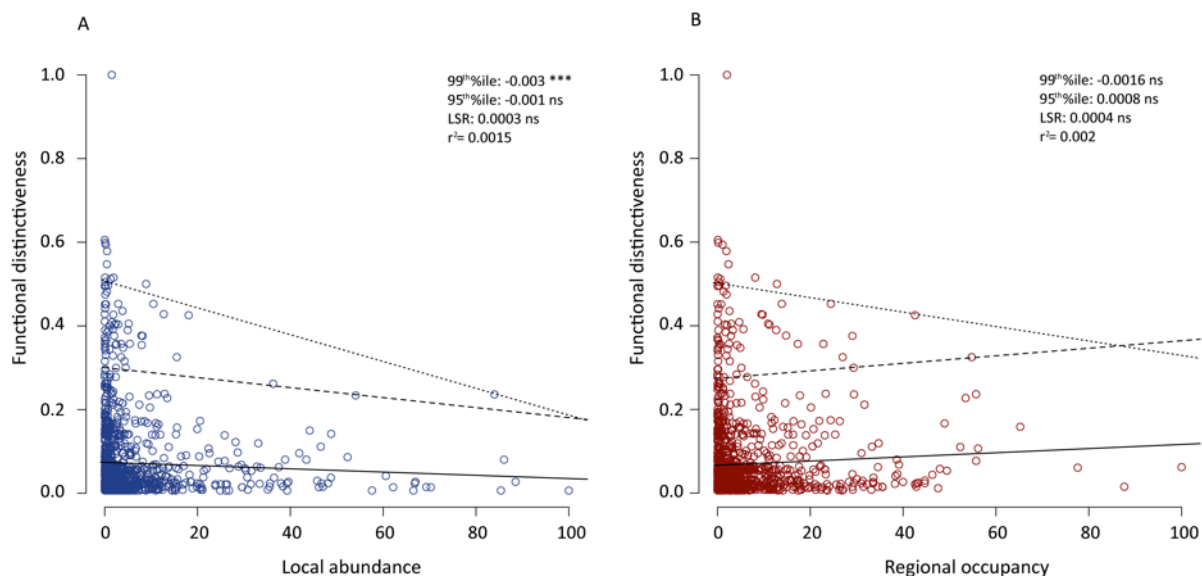 A
99th%ile: -0.003 ***
95th%ile: -0.001 ns
LSR: 0.0003 ns
r²= 0.0015
1.0
0.8
0.6
0.4
0.2
0.0
Functional distinctiveness
0 20 40 60 80 100
Local abundance
B
99th%ile: -0.0016 ns
95th%ile: 0.0008 ns
LSR: 0.0004 ns
r²= 0.002
1.0
0.8
0.6
0.4
0.2
0.0
Functional distinctiveness
0 20 40 60 80 100
Regional occupancy